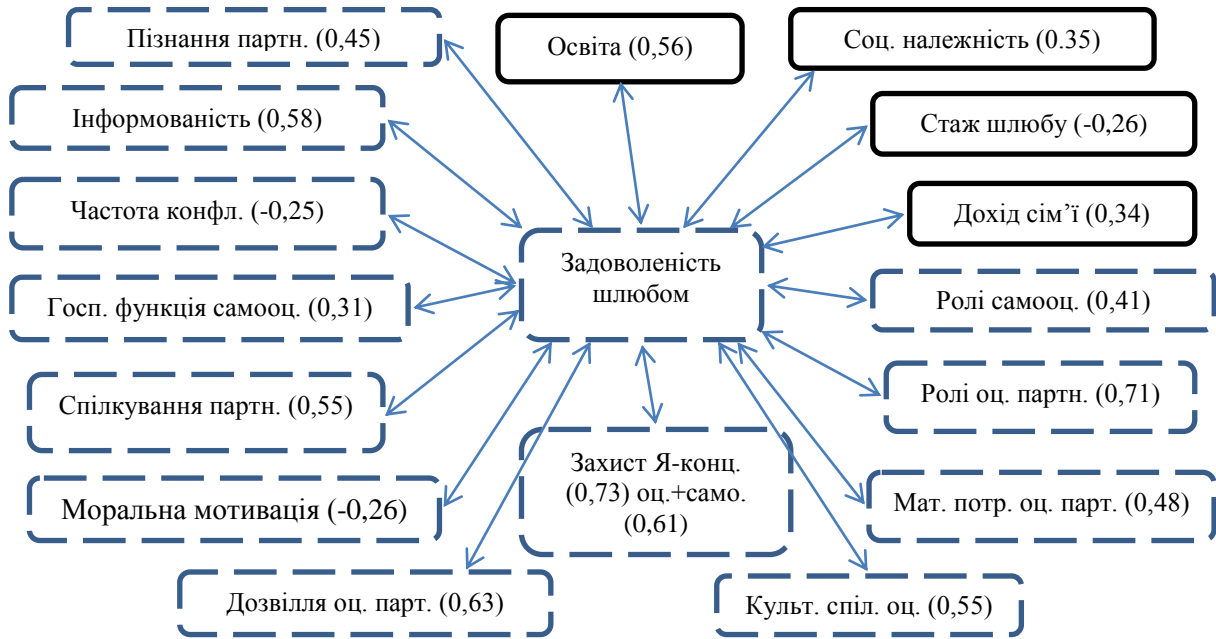 Пізнання партн. (0,45)
Освіта (0,56)
Соц. належність (0.35)
Інформованість (0,58)
Стаж шлюбу (-0,26)
Частота конфл. (-0,25)
Дохід сім’ї (0,34)
Задоволеність
шлюбом
Госп. функція самооц. (0,31)
Ролі самооц. (0,41)
Спілкування партн. (0,55)
Ролі оц. партн. (0,71)
Захист Я-конц.
(0,73) оц.+само.
(0,61)
Моральна мотивація (-0,26)
Мат. потр. оц. парт. (0,48)
Дозвілля оц. парт. (0,63)
Культ. спіл. оц. (0,55)